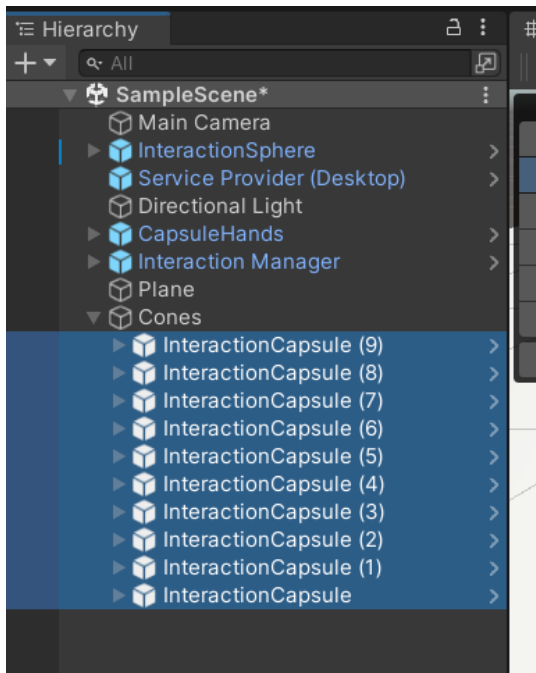 Hierarchy
All
SampleScene*
Main Camera
InteractionSphere
Service Provider (Desktop)
Directional Light
CapsuleHands
Interaction Manager
Plane
Cones
InteractionCapsule (9)
InteractionCapsule (8)
InteractionCapsule (7)
InteractionCapsule (6)
InteractionCapsule (5)
InteractionCapsule (4)
InteractionCapsule (3)
InteractionCapsule (2)
InteractionCapsule (1)
InteractionCapsule